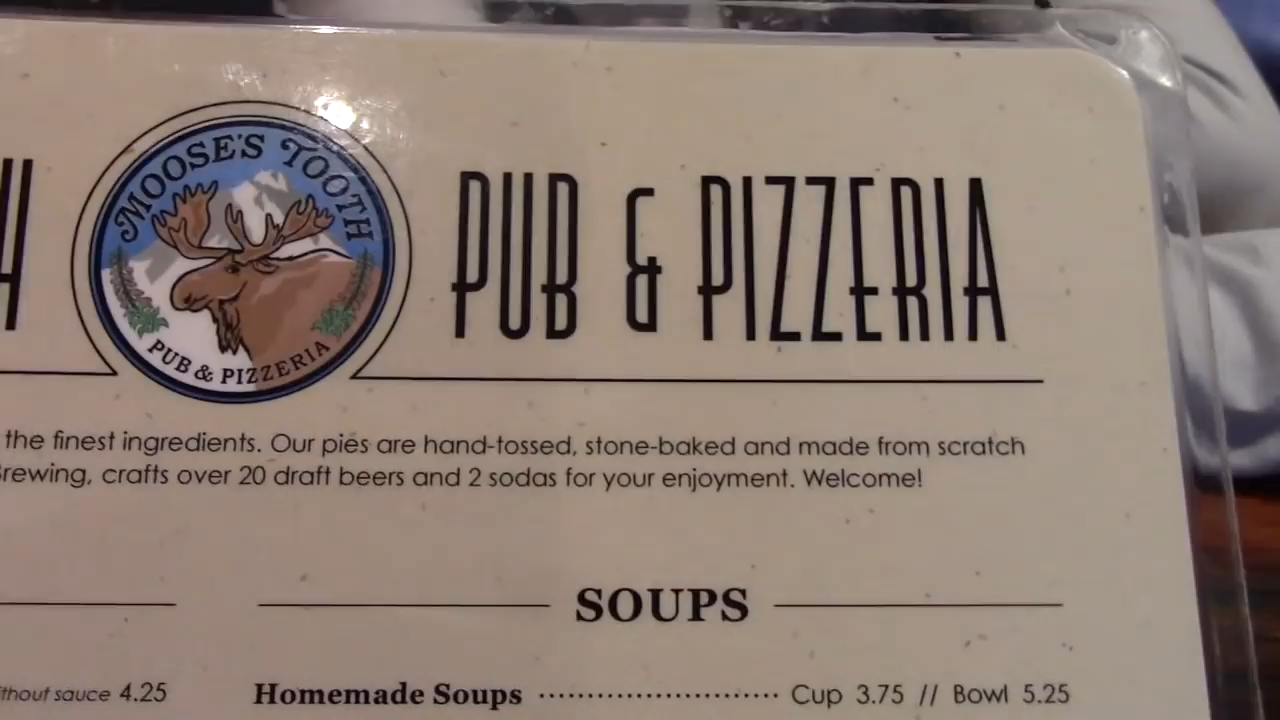 H
MOOSE'S TOOTH
PUB & PIZZERIA
PUB & PIZZERIA
the finest ingredients. Our pies are hand-tossed, stone-baked and made from scratch
Brewing, crafts over 20 draft beers and 2 sodas for your enjoyment. Welcome!
SOUPS
ithout sauce 4.25
Homemade Soups ........................... Cup 3.75 // Bowl 5.25